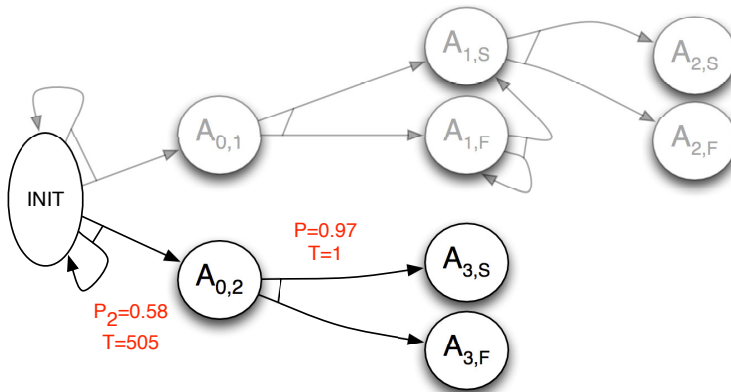 A1,S
A2,S
A0,1
A1,F
A2,F
INIT
P=0.97
T=1
A3,S
A0,2
P2=0.58
T=505
A3,F